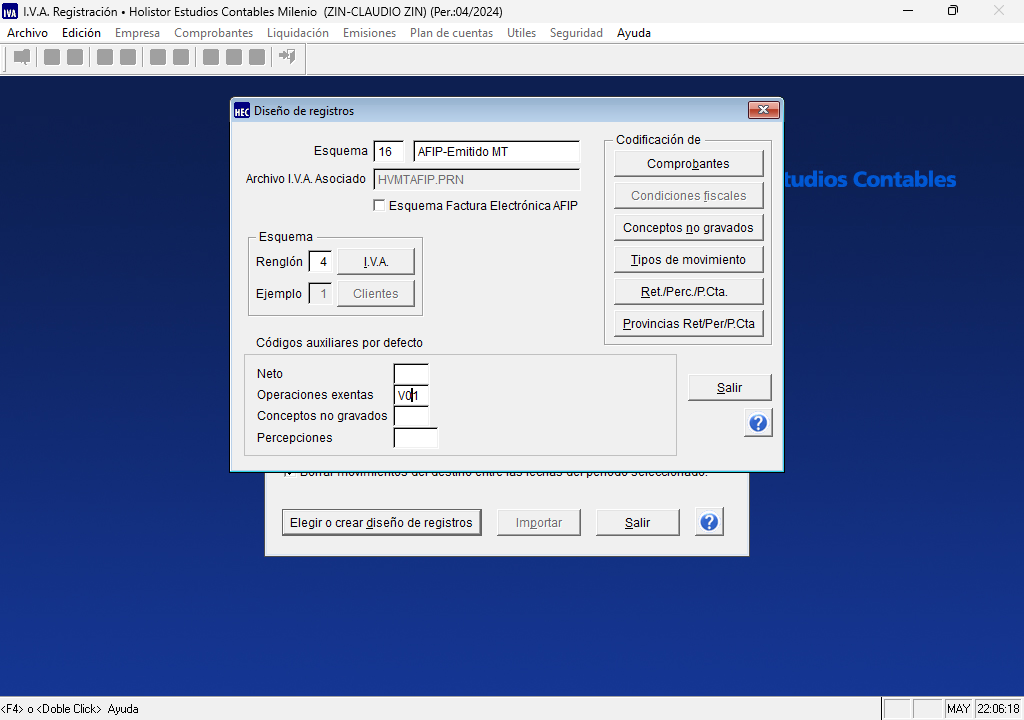 I.V.A. Registración • Holistor Estudios Contables Milenio  (ZIN-CLAUDIO ZIN) (Per.:04/2024)
Archivo Edición Empresa Comprobantes Liquidación Emisiones Plan de cuentas Utiles Seguridad Ayuda
HEC Diseño de registros
Esquema 16 AFIP-Emitido MT
Archivo I.V.A. Asociado HVMTAFIP.PRN
Esquema Factura Electrónica AFIP
Esquema
Renglón 4 I.V.A.
Ejemplo 1 Clientes
Codificación de
Comprobantes
Condiciones fiscales
Conceptos no gravados
Tipos de movimiento
Ret./Perc./P.Cta.
Provincias Ret/Per/P.Cta
tudios Contables
Códigos auxiliares por defecto
Neto
Operaciones exentas V01
Conceptos no gravados
Percepciones
Salir
?
Borrar movimientos del destino entre las fechas del período seleccionado.
Elegir o crear diseño de registros Importar Salir ?
<F4> o <Doble Click> Ayuda
MAY 22:06:18